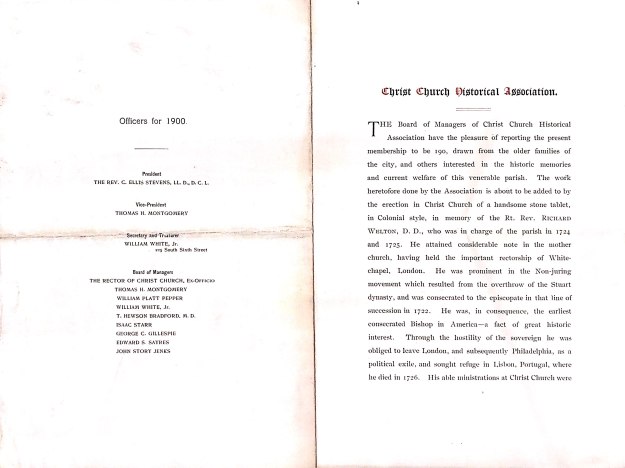 Officers for 1900.
President
THE REV. C. ELLIS STEVENS, LL. D., D. C. L.
Vice-President
THOMAS H. MONTGOMERY
Secretary and Treasurer
WILLIAM WHITE, Jr.
South Sixth Street
Board of Managers
THE RECTOR OF CHRIST CHURCH, Ex-Officio
THOMAS H. MONTGOMERY
WILLIAM PLATT PEPPER
WILLIAM WHITE, Jr.
T. HEWSON BRADFORD, M. D.
ISAAC STARR
GEORGE C. GILLESPIE
EDWARD S. SAYRES
JOHN STORY JENKS
Christ Church Historical Association.
THE Board of Managers of Christ Church Historical
Association have the pleasure of reporting the present
membership to be 190, drawn from the older families of
the city, and others interested in the historic memories
and current welfare of this venerable parish. The work
heretofore done by the Association is about to be added to by
the erection in Christ Church of a handsome stone tablet,
in Colonial style, in memory of the Rt. Rev. Richard
Welton, D. D., who was in charge of the parish in 1724
and 1725. He attained considerable note in the mother
church, having held the important rectorship of White-
chapel, London. He was prominent in the Non-juring
movement which resulted from the overthrow of the Stuart
dynasty, and was consecrated to the episcopate in that line of
succession in 1722. He was, in consequence, the earliest
consecrated Bishop in America—a fact of great historic
interest. Through the hostility of the sovereign he was
obliged to leave London, and subsequently Philadelphia, as a
political exile, and sought refuge in Lisbon, Portugal, where
he died in 1726. His able ministrations at Christ Church were